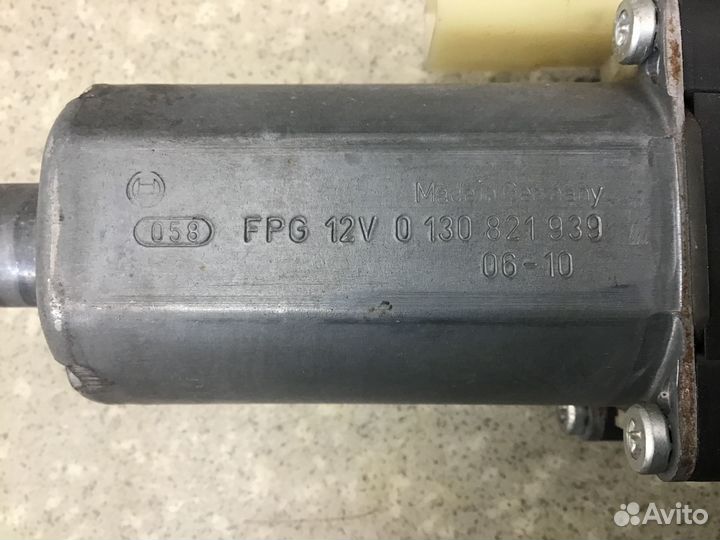 Made in Germany
058 FPG 12V 0 130 821 939
06-10
Avito